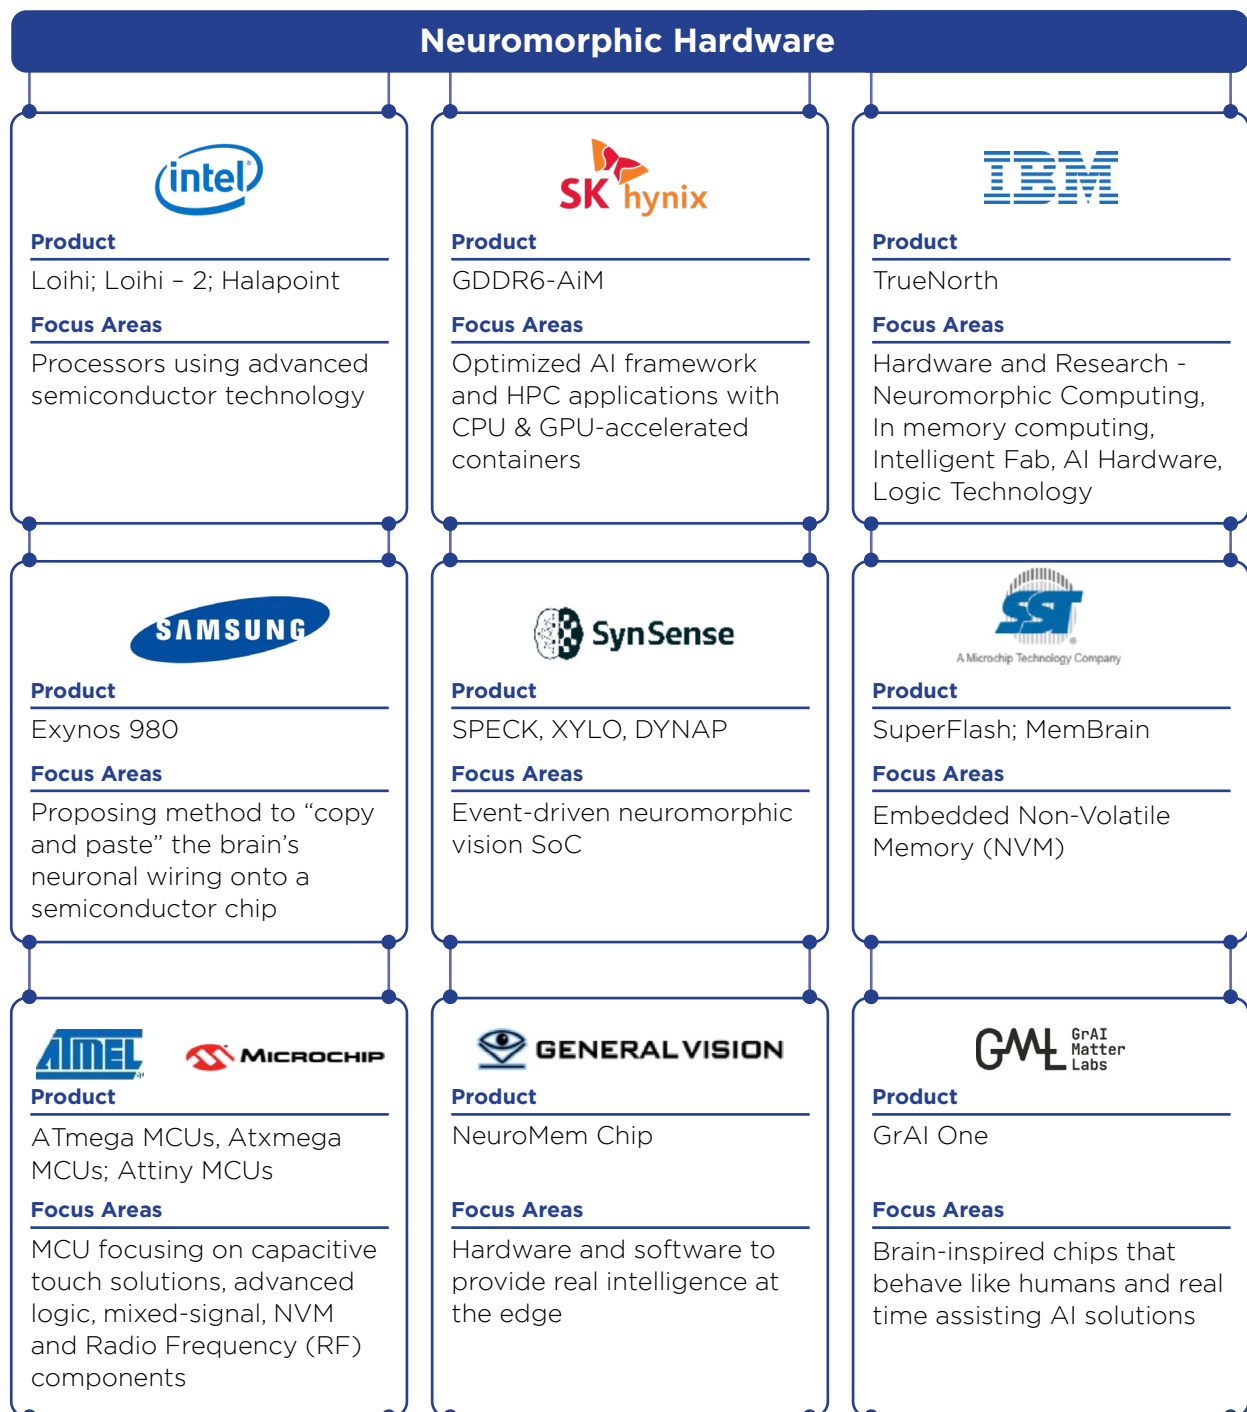 Neuromorphic Hardware
intel®
Product
Loihi; Loihi – 2; Halapoint
Focus Areas
Processors using advanced
semiconductor technology
SK hynix
Product
GDDR6-AiM
Focus Areas
Optimized AI framework
and HPC applications with
CPU & GPU-accelerated
containers
IBM
Product
TrueNorth
Focus Areas
Hardware and Research -
Neuromorphic Computing,
In memory computing,
Intelligent Fab, AI Hardware,
Logic Technology
SAMSUNG
Product
Exynos 980
Focus Areas
Proposing method to “copy
and paste” the brain’s
neuronal wiring onto a
semiconductor chip
SynSense
Product
SPECK, XYLO, DYNAP
Focus Areas
Event-driven neuromorphic
vision SoC
SST®
A Microchip Technology Company
Product
SuperFlash; MemBrain
Focus Areas
Embedded Non-Volatile
Memory (NVM)
ATMEL MICROCHIP
Product
ATmega MCUs, Atxmega
MCUs; Attiny MCUs
Focus Areas
MCU focusing on capacitive
touch solutions, advanced
logic, mixed-signal, NVM
and Radio Frequency (RF)
components
GENERAL VISION
Product
NeuroMem Chip
Focus Areas
Hardware and software to
provide real intelligence at
the edge
GML GrAI
Matter
Labs
Product
GrAI One
Focus Areas
Brain-inspired chips that
behave like humans and real
time assisting AI solutions